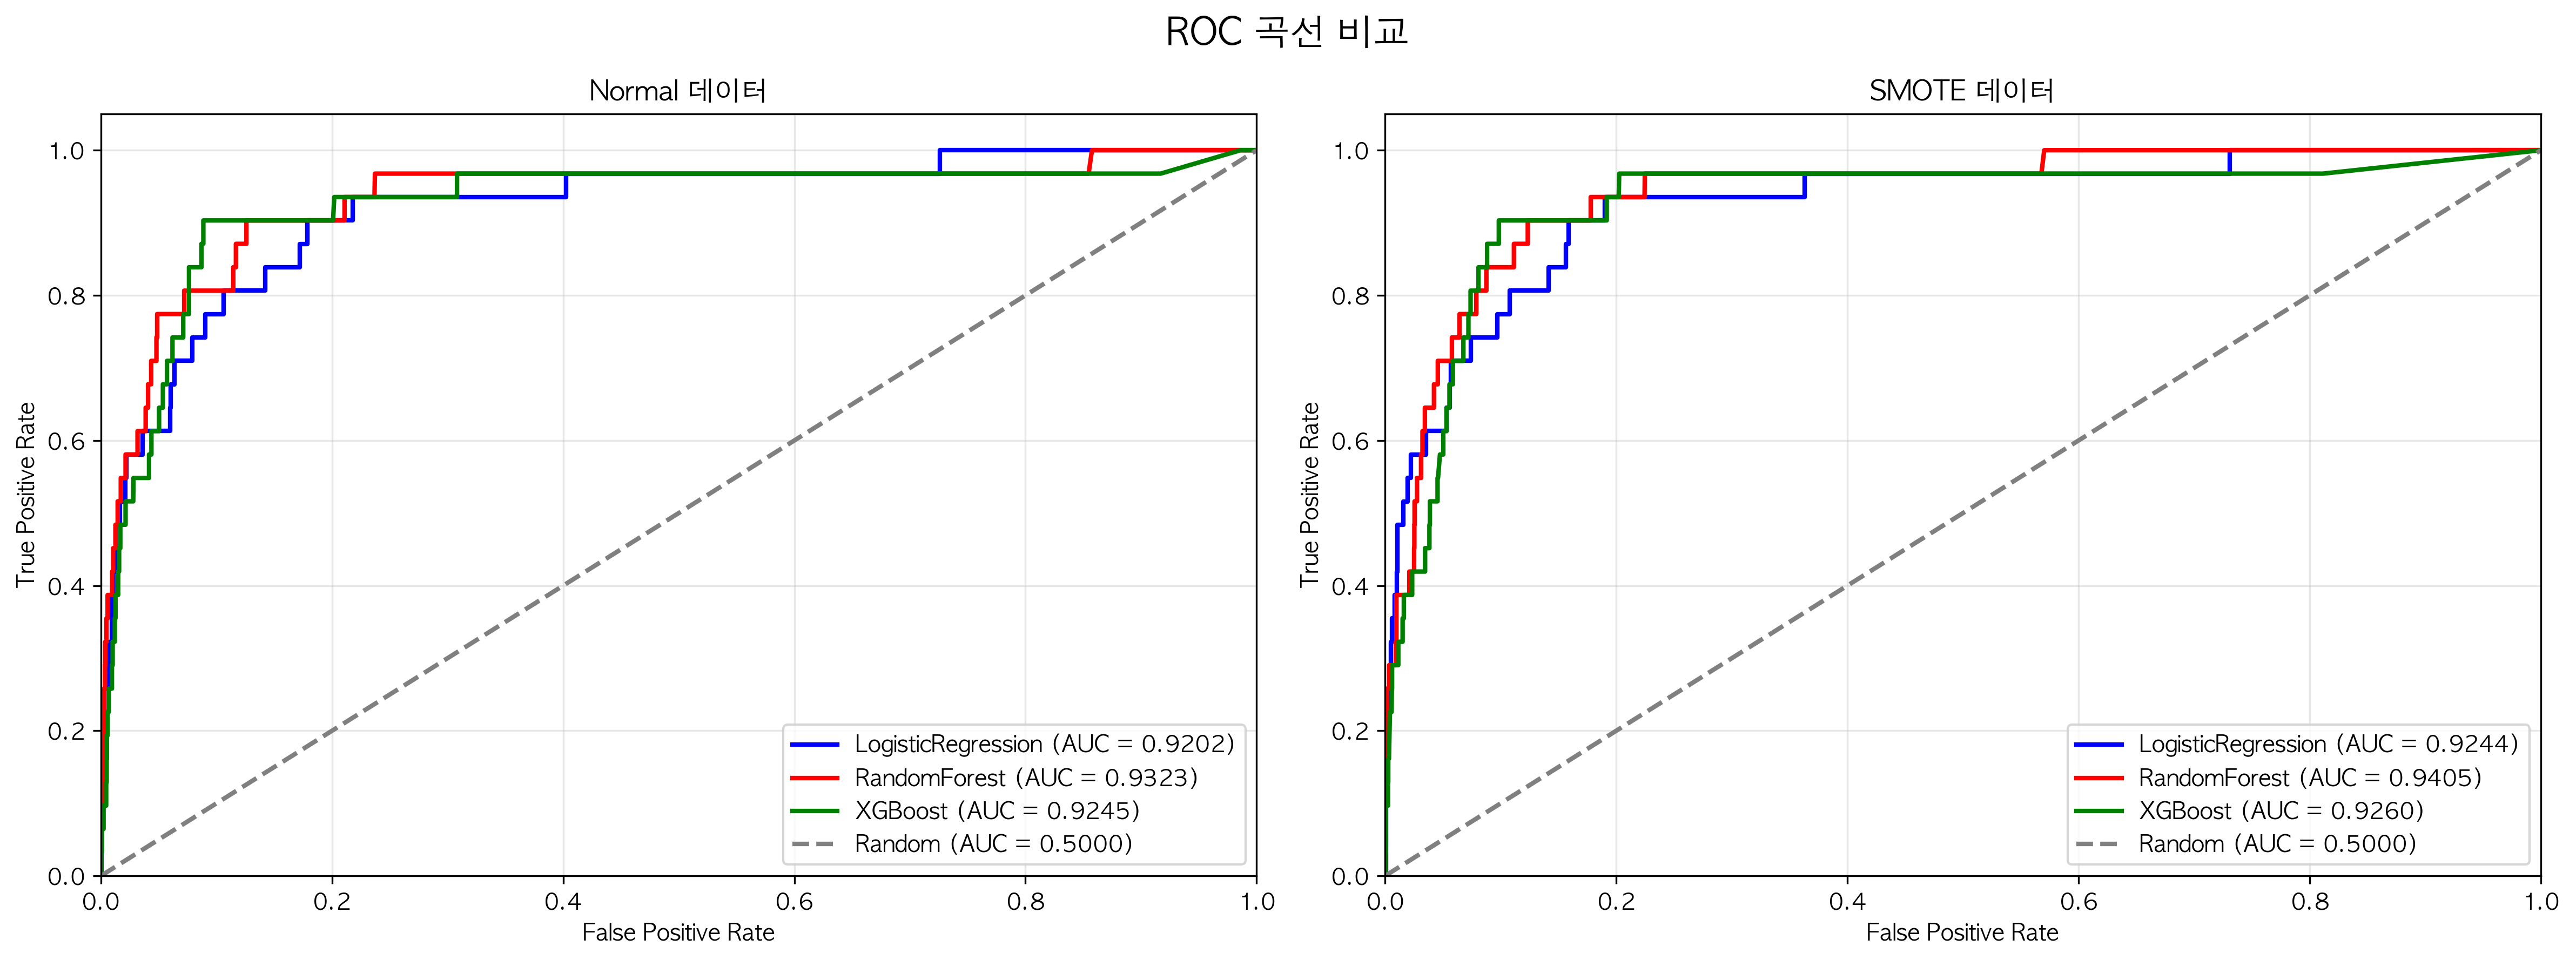 ROC 곡선 비교
Normal 데이터
True Positive Rate
1.0
0.8
0.6
0.4
0.2
0.0
0.0 0.2 0.4 0.6 0.8 1.0
False Positive Rate
LogisticRegression (AUC = 0.9202)
RandomForest (AUC = 0.9323)
XGBoost (AUC = 0.9245)
Random (AUC = 0.5000)
SMOTE 데이터
True Positive Rate
1.0
0.8
0.6
0.4
0.2
0.0
0.0 0.2 0.4 0.6 0.8 1.0
False Positive Rate
LogisticRegression (AUC = 0.9244)
RandomForest (AUC = 0.9405)
XGBoost (AUC = 0.9260)
Random (AUC = 0.5000)